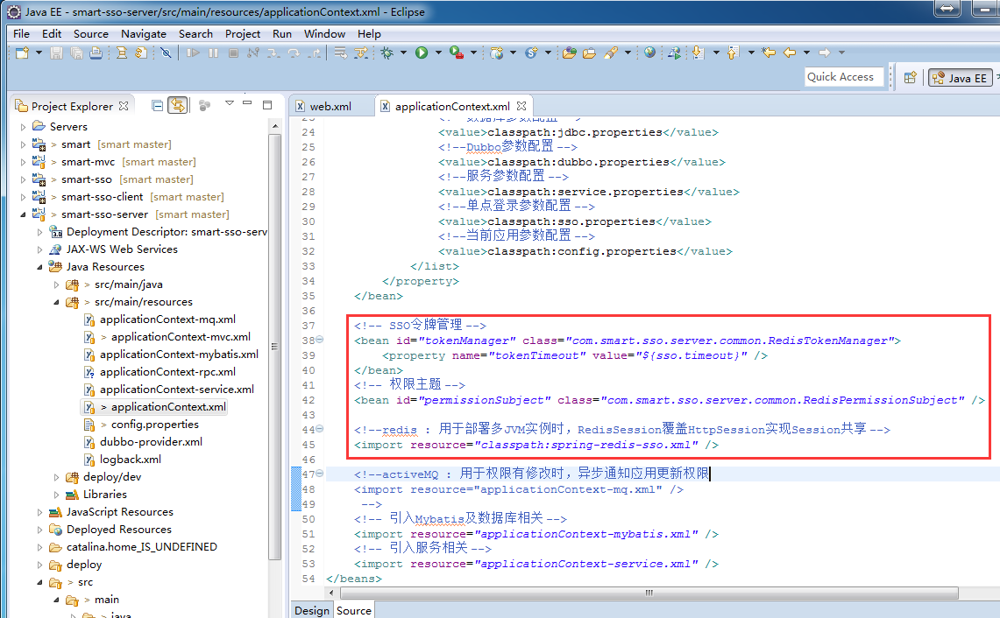 Java EE - smart-sso-server/src/main/resources/applicationContext.xml - Eclipse
File Edit Source Navigate Search Project Run Window Help
Quick Access
Java EE
Project Explorer
web.xml
applicationContext.xml
Servers
> smart [smart master]
> smart-mvc [smart master]
> smart-sso [smart master]
> smart-sso-client [smart master]
> smart-sso-server [smart master]
Deployment Descriptor: smart-sso-serv
JAX-WS Web Services
Java Resources
> src/main/java
> src/main/resources
applicationContext-mq.xml
> applicationContext-mvc.xml
applicationContext-mybatis.xml
applicationContext-rpc.xml
applicationContext-service.xml
> applicationContext.xml
> config.properties
dubbo-provider.xml
logback.xml
deploy/dev
Libraries
JavaScript Resources
Deployed Resources
catalina.home_IS_UNDEFINED
deploy
> src
> main
> java
23 <!--数据库参数配置-->
24 <value>classpath:jdbc.properties</value>
25 <!--Dubbo参数配置-->
26 <value>classpath:dubbo.properties</value>
27 <!--服务参数配置-->
28 <value>classpath:service.properties</value>
29 <!--单点登录参数配置-->
30 <value>classpath:sso.properties</value>
31 <!--当前应用参数配置-->
32 <value>classpath:config.properties</value>
33 </list>
34 </property>
35 </bean>
36
37 <!-- SSO令牌管理 -->
38 <bean id="tokenManager" class="com.smart.sso.server.common.RedisTokenManager">
39 <property name="tokenTimeout" value="${sso.timeout}" />
40 </bean>
41 <!-- 权限主题 -->
42 <bean id="permissionSubject" class="com.smart.sso.server.common.RedisPermissionSubject" />
43
44 <!--redis : 用于部署多JVM实例时，RedisSession覆盖HttpSession实现Session共享-->
45 <import resource="classpath:spring-redis-sso.xml" />
46
47 <!--activeMQ : 用于权限有修改时，异步通知应用更新权限
48 <import resource="applicationContext-mq.xml" />
49 -->
50 <!-- 引入Mybatis及数据库相关 -->
51 <import resource="applicationContext-mybatis.xml" />
52 <!-- 引入服务相关 -->
53 <import resource="applicationContext-service.xml" />
54 </beans>
Design Source